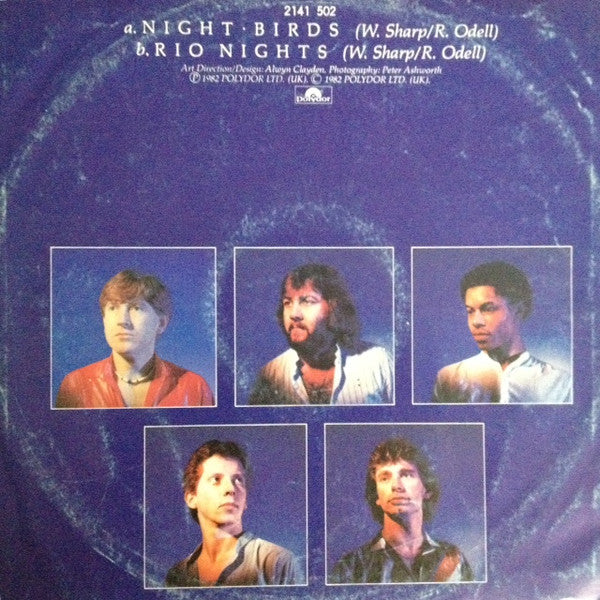 2141 502
a. NIGHT · BIRDS (W. Sharp/R. Odell)
b. RIO NIGHTS (W. Sharp/R. Odell)
Art Direction/Design: Alwyn Clayden. Photography: Peter Ashworth
Ⓟ 1982 POLYDOR LTD. (UK). © 1982 POLYDOR LTD. (UK).
polydor